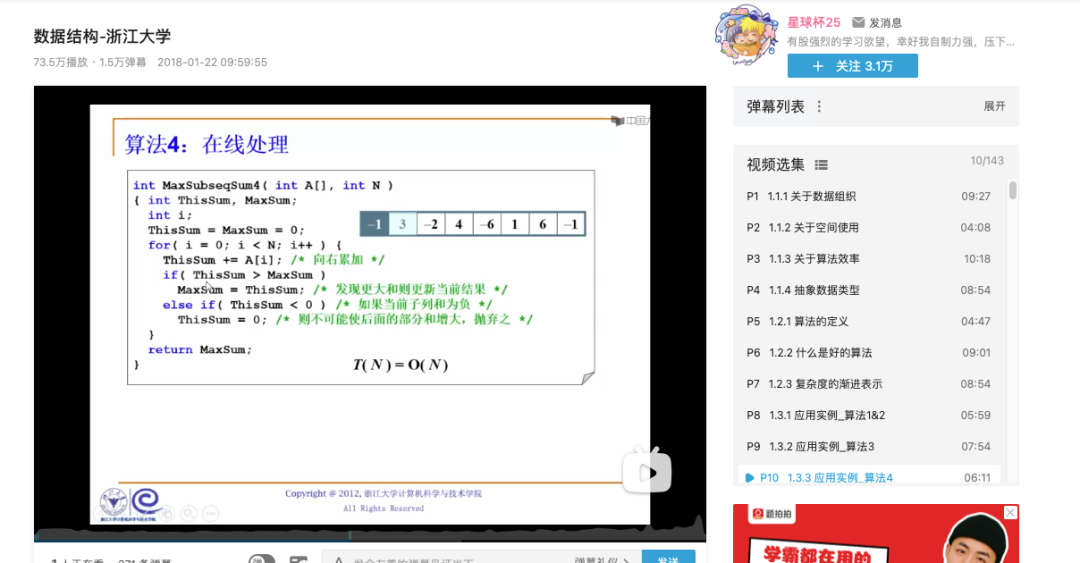 数据结构-浙江大学
73.5万播放 · 1.5万弹幕 2018-01-22 09:59:55
星球杯25 发消息
有股强烈的学习欲望，幸好我自制力强，压下...
+ 关注 3.1万
中国大
算法4：在线处理
int MaxSubseqSum4( int A[], int N )
{ int ThisSum, MaxSum;
int i;
ThisSum = MaxSum = 0;
for( i = 0; i < N; i++ ) {
ThisSum += A[i]; /* 向右累加 */
if( ThisSum > MaxSum )
MaxSum = ThisSum; /* 发现更大和则更新当前结果 */
else if( ThisSum < 0 ) /* 如果当前子列和为负 */
ThisSum = 0; /* 则不可能使后面的部分和增大，抛弃之 */
}
return MaxSum;
}
−1 3 −2 4 −6 1 6 −1
T( N ) = O( N )
Copyright @ 2012, 浙江大学计算机科学与技术学院
All Rights Reserved
弹幕列表 展开
视频选集 10/143
P1 1.1.1 关于数据组织 09:27
P2 1.1.2 关于空间使用 04:08
P3 1.1.3 关于算法效率 10:18
P4 1.1.4 抽象数据类型 08:54
P5 1.2.1 算法的定义 04:47
P6 1.2.2 什么是好的算法 09:01
P7 1.2.3 复杂度的渐进表示 08:54
P8 1.3.1 应用实例_算法1&2 05:59
P9 1.3.2 应用实例_算法3 07:54
P10 1.3.3 应用实例_算法4 06:11
题拍拍
学霸都在用的
弹幕礼仪 >
发送